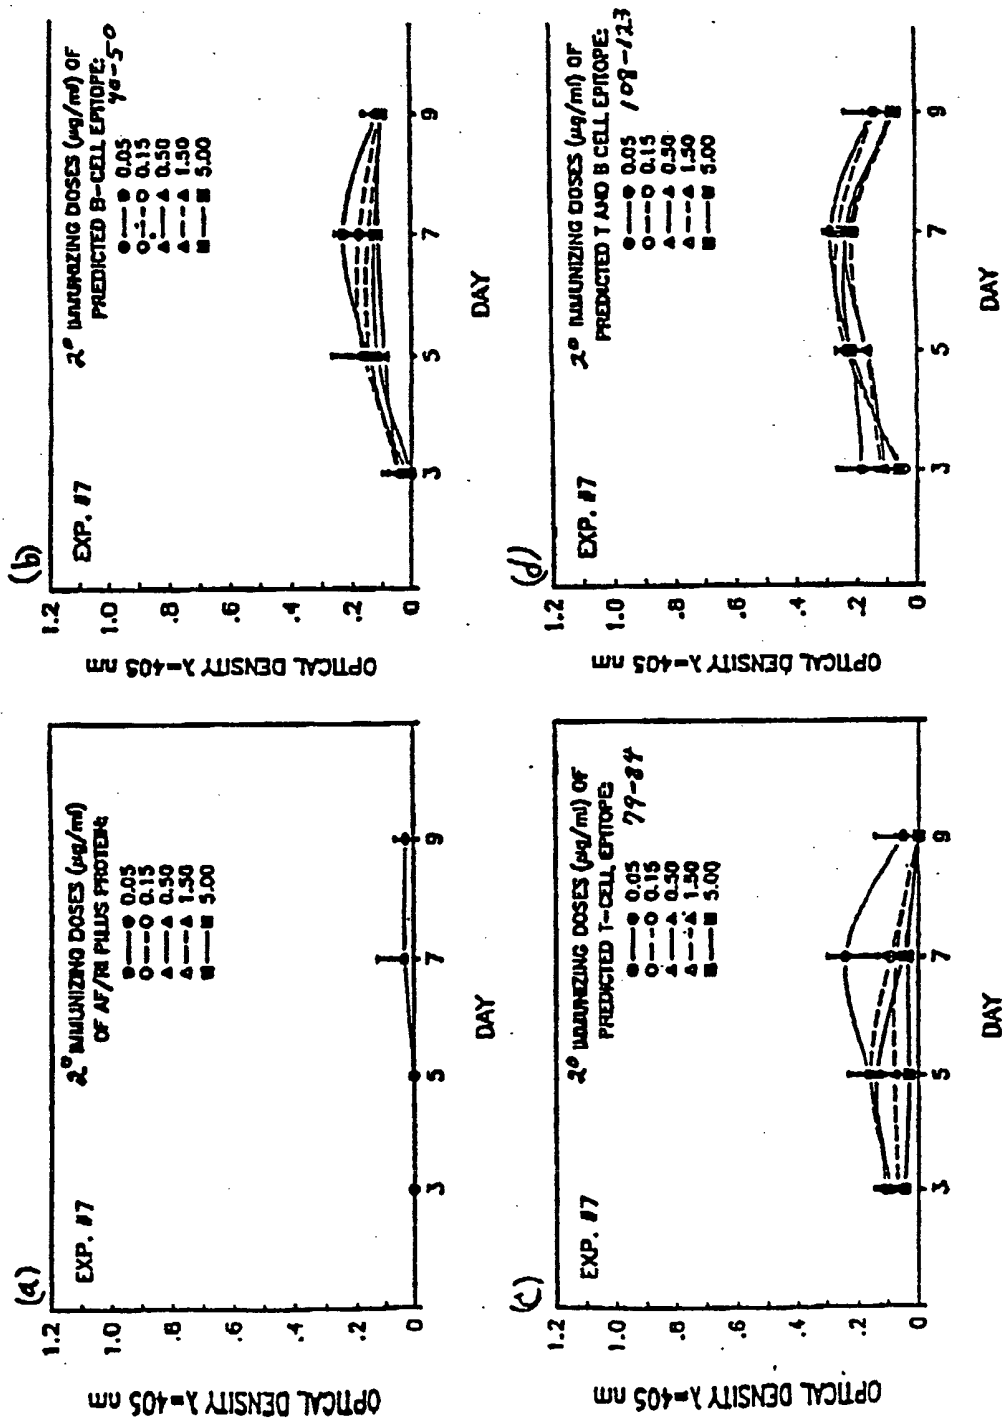 (a)
EXP. #7
2° IMMUNIZING DOSES (µg/ml)
OF AF/R1 PILUS PROTEIN:
0.05
0.15
0.50
1.50
5.00
1.2
1.0
.8
.6
.4
.2
0
OPTICAL DENSITY λ=405 nm
3 5 7 9
DAY
(b)
EXP. #7
2° IMMUNIZING DOSES (µg/ml) OF
PREDICTED B-CELL EPITOPE:
40-50
0.05
0.15
0.50
1.50
5.00
1.2
1.0
.8
.6
.4
.2
0
OPTICAL DENSITY λ=405 nm
3 5 7 9
DAY
(c)
EXP. #7
2° IMMUNIZING DOSES (µg/ml) OF
PREDICTED T-CELL EPITOPE:
79-84
0.05
0.15
0.50
1.50
5.00
1.2
1.0
.8
.6
.4
.2
0
OPTICAL DENSITY λ=405 nm
3 5 7 9
DAY
(d)
EXP. #7
2° IMMUNIZING DOSES (µg/ml) OF
PREDICTED T AND B CELL EPITOPE:
108-123
0.05
0.15
0.50
1.50
5.00
1.2
1.0
.8
.6
.4
.2
0
OPTICAL DENSITY λ=405 nm
3 5 7 9
DAY